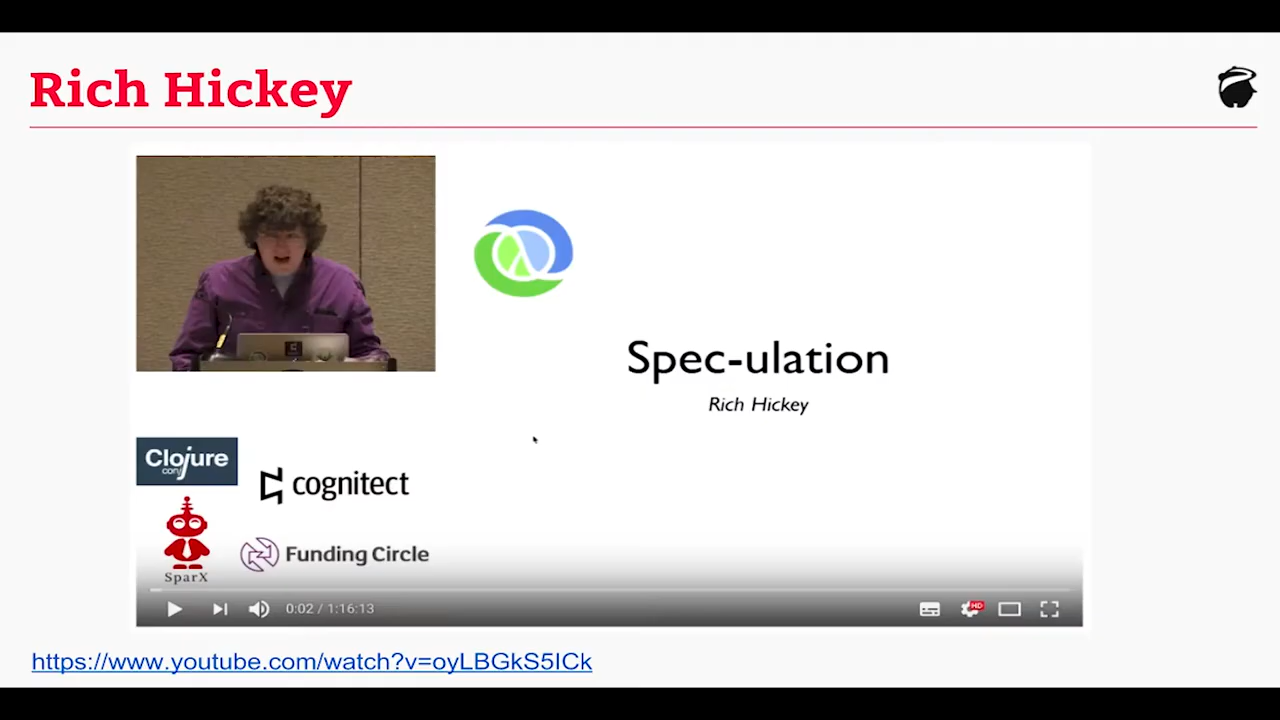 Rich Hickey
Spec-ulation
Rich Hickey
Clojure
conj
cognitect
SparX
Funding Circle
0:02 / 1:16:13
HD
https://www.youtube.com/watch?v=oyLBGkS5ICk